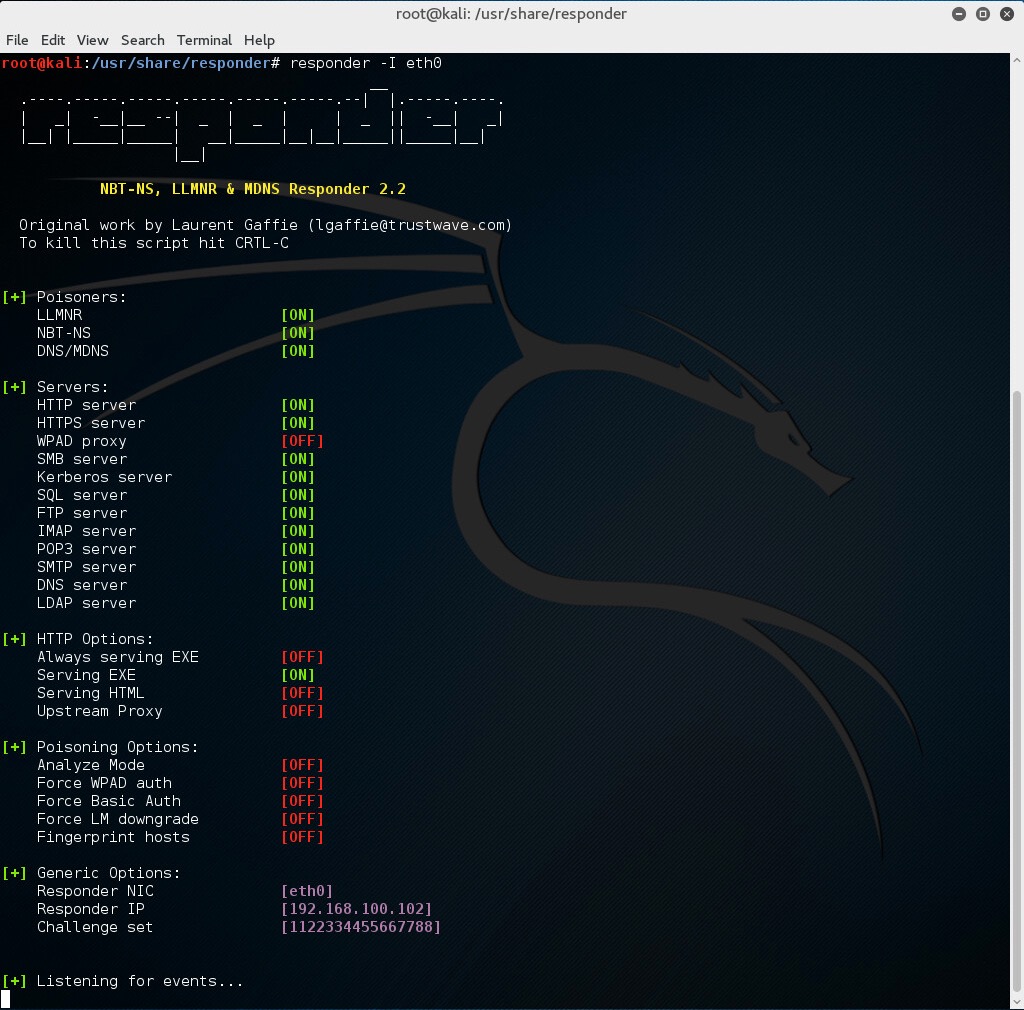 root@kali: /usr/share/responder
File Edit View Search Terminal Help
root@kali:/usr/share/responder# responder -I eth0
responder
NBT-NS, LLMNR & MDNS Responder 2.2
Original work by Laurent Gaffie (lgaffie@trustwave.com)
To kill this script hit CRTL-C
[+] Poisoners:
LLMNR [ON]
NBT-NS [ON]
DNS/MDNS [ON]
[+] Servers:
HTTP server [ON]
HTTPS server [ON]
WPAD proxy [OFF]
SMB server [ON]
Kerberos server [ON]
SQL server [ON]
FTP server [ON]
IMAP server [ON]
POP3 server [ON]
SMTP server [ON]
DNS server [ON]
LDAP server [ON]
[+] HTTP Options:
Always serving EXE [OFF]
Serving EXE [ON]
Serving HTML [OFF]
Upstream Proxy [OFF]
[+] Poisoning Options:
Analyze Mode [OFF]
Force WPAD auth [OFF]
Force Basic Auth [OFF]
Force LM downgrade [OFF]
Fingerprint hosts [OFF]
[+] Generic Options:
Responder NIC [eth0]
Responder IP [192.168.100.102]
Challenge set [1122334455667788]
[+] Listening for events...